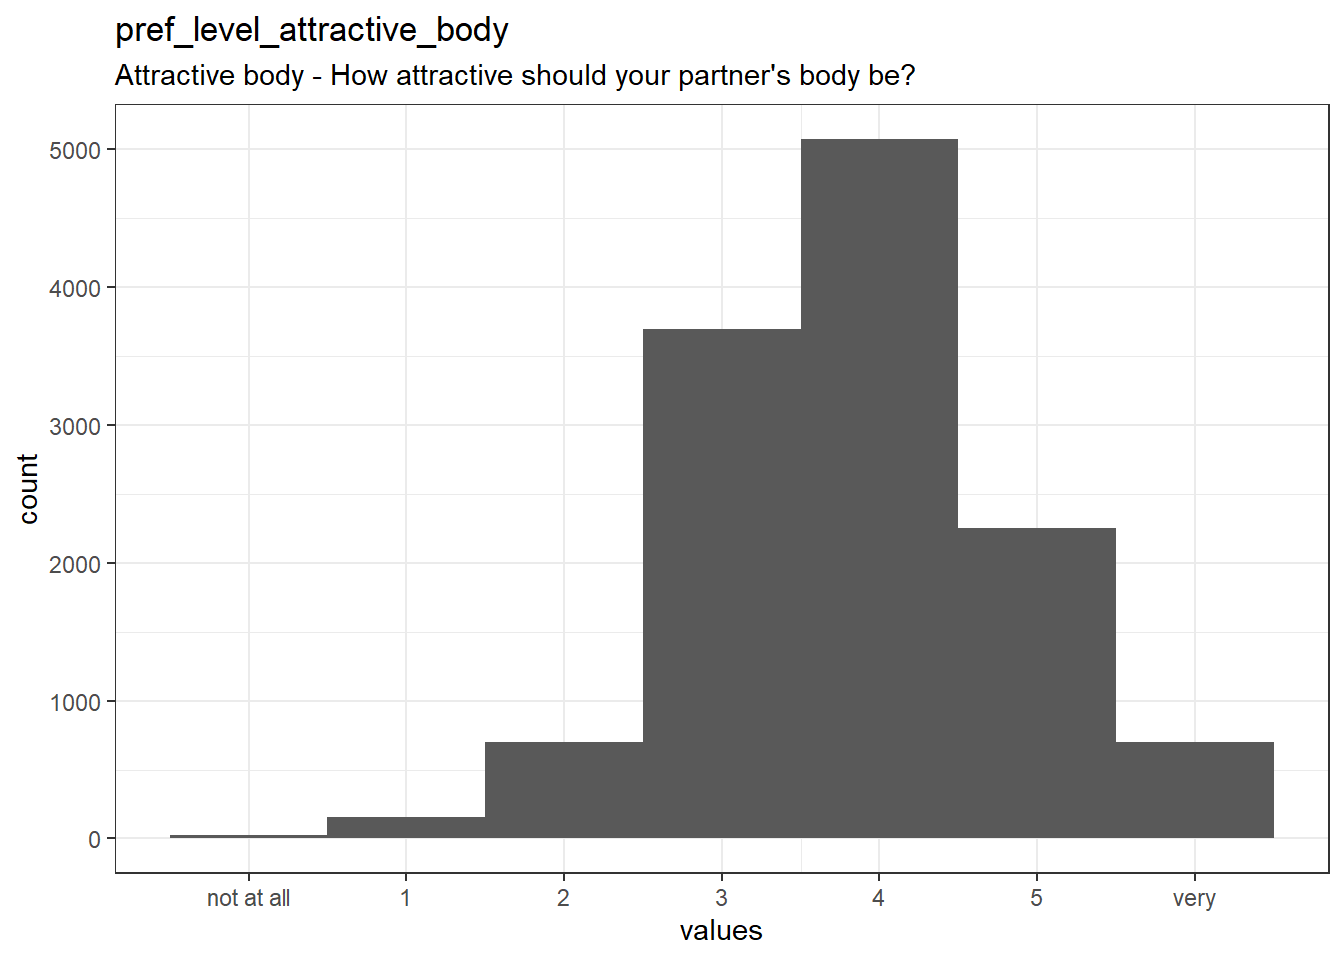 pref_level_attractive_body
Attractive body - How attractive should your partner's body be?
5000
4000
3000
2000
1000
0
count
not at all 1 2 3 4 5 very
values